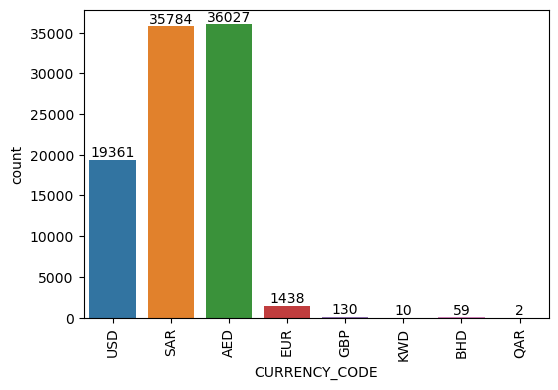 36027
35784
35000
30000
25000
20000
19361
15000
10000
5000
1438
130
10
59
2
0
count
USD
SAR
AED
EUR
GBP
KWD
BHD
QAR
CURRENCY_CODE